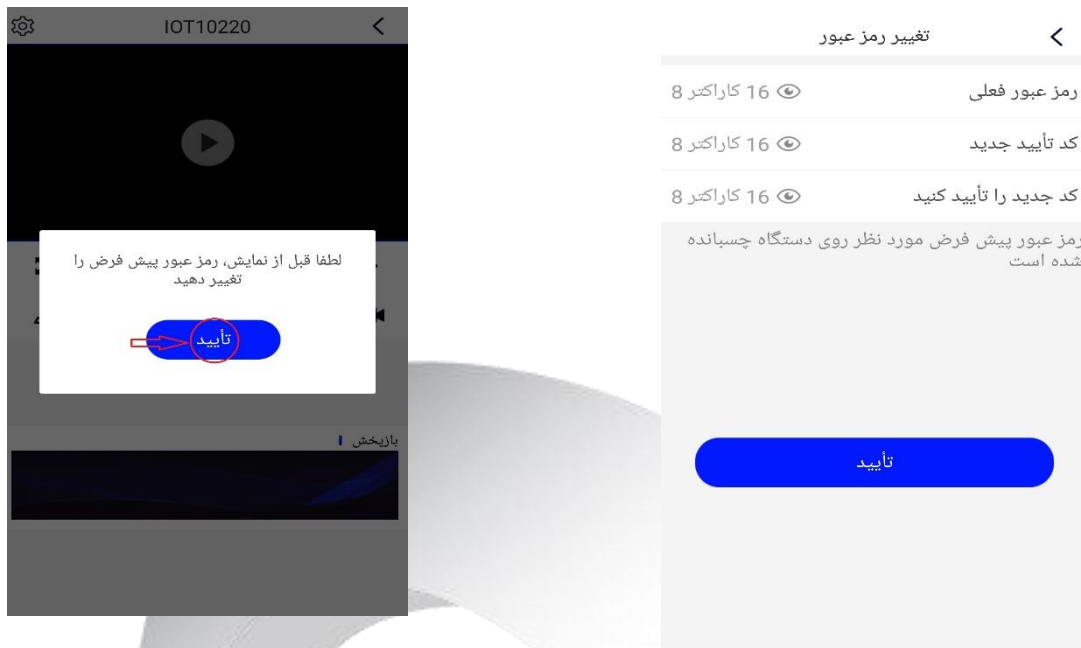 IOT10220
لطفا قبل از نمایش، رمز عبور پیش فرض را
تغییر دهید
تأیید
بازپخش
تغییر رمز عبور
رمز عبور فعلی
16 کاراکتر 8
کد تأیید جدید
16 کاراکتر 8
کد جدید را تأیید کنید
16 کاراکتر 8
رمز عبور پیش فرض مورد نظر روی دستگاه چسبانده
شده است
تأیید